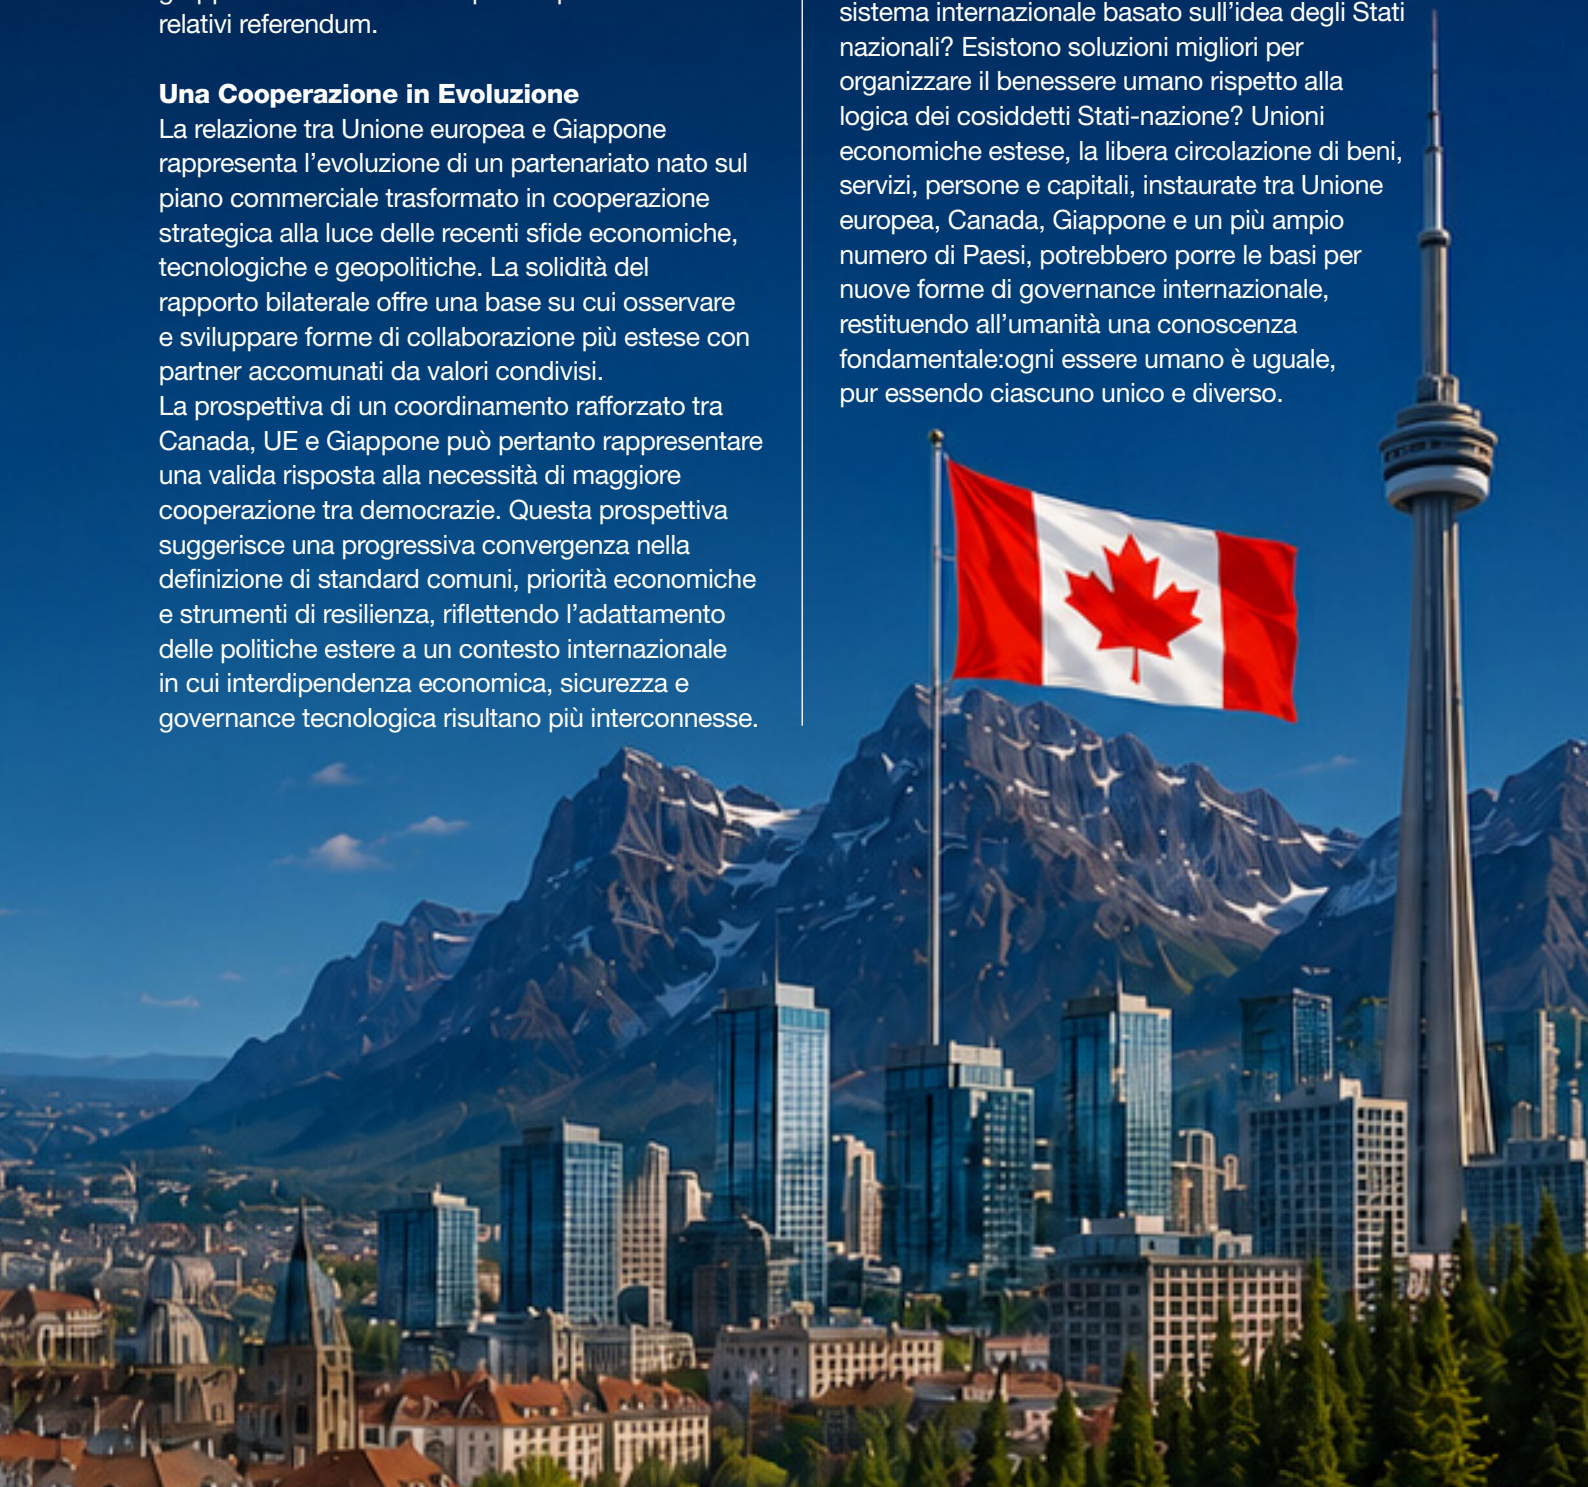 relativi referendum.
Una Cooperazione in Evoluzione
La relazione tra Unione europea e Giappone
rappresenta l’evoluzione di un partenariato nato sul
piano commerciale trasformato in cooperazione
strategica alla luce delle recenti sfide economiche,
tecnologiche e geopolitiche. La solidità del
rapporto bilaterale offre una base su cui osservare
e sviluppare forme di collaborazione più estese con
partner accomunati da valori condivisi.
La prospettiva di un coordinamento rafforzato tra
Canada, UE e Giappone può pertanto rappresentare
una valida risposta alla necessità di maggiore
cooperazione tra democrazie. Questa prospettiva
suggerisce una progressiva convergenza nella
definizione di standard comuni, priorità economiche
e strumenti di resilienza, riflettendo l’adattamento
delle politiche estere a un contesto internazionale
in cui interdipendenza economica, sicurezza e
governance tecnologica risultano più interconnesse.
sistema internazionale basato sull’idea degli Stati
nazionali? Esistono soluzioni migliori per
organizzare il benessere umano rispetto alla
logica dei cosiddetti Stati-nazione? Unioni
economiche estese, la libera circolazione di beni,
servizi, persone e capitali, instaurate tra Unione
europea, Canada, Giappone e un più ampio
numero di Paesi, potrebbero porre le basi per
nuove forme di governance internazionale,
restituendo all’umanità una conoscenza
fondamentale:ogni essere umano è uguale,
pur essendo ciascuno unico e diverso.